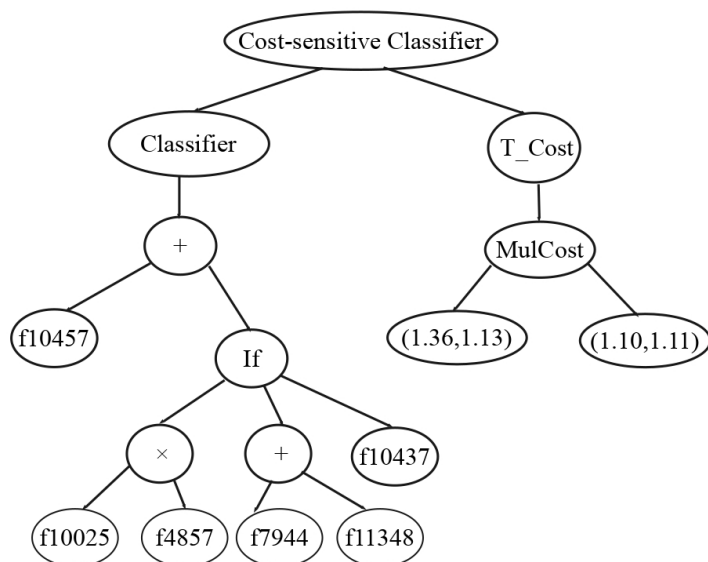 Cost-sensitive Classifier
Classifier
T_Cost
+
MulCost
f10457
If
(1.36,1.13)
(1.10,1.11)
×
+
f10437
f10025
f4857
f7944
f11348